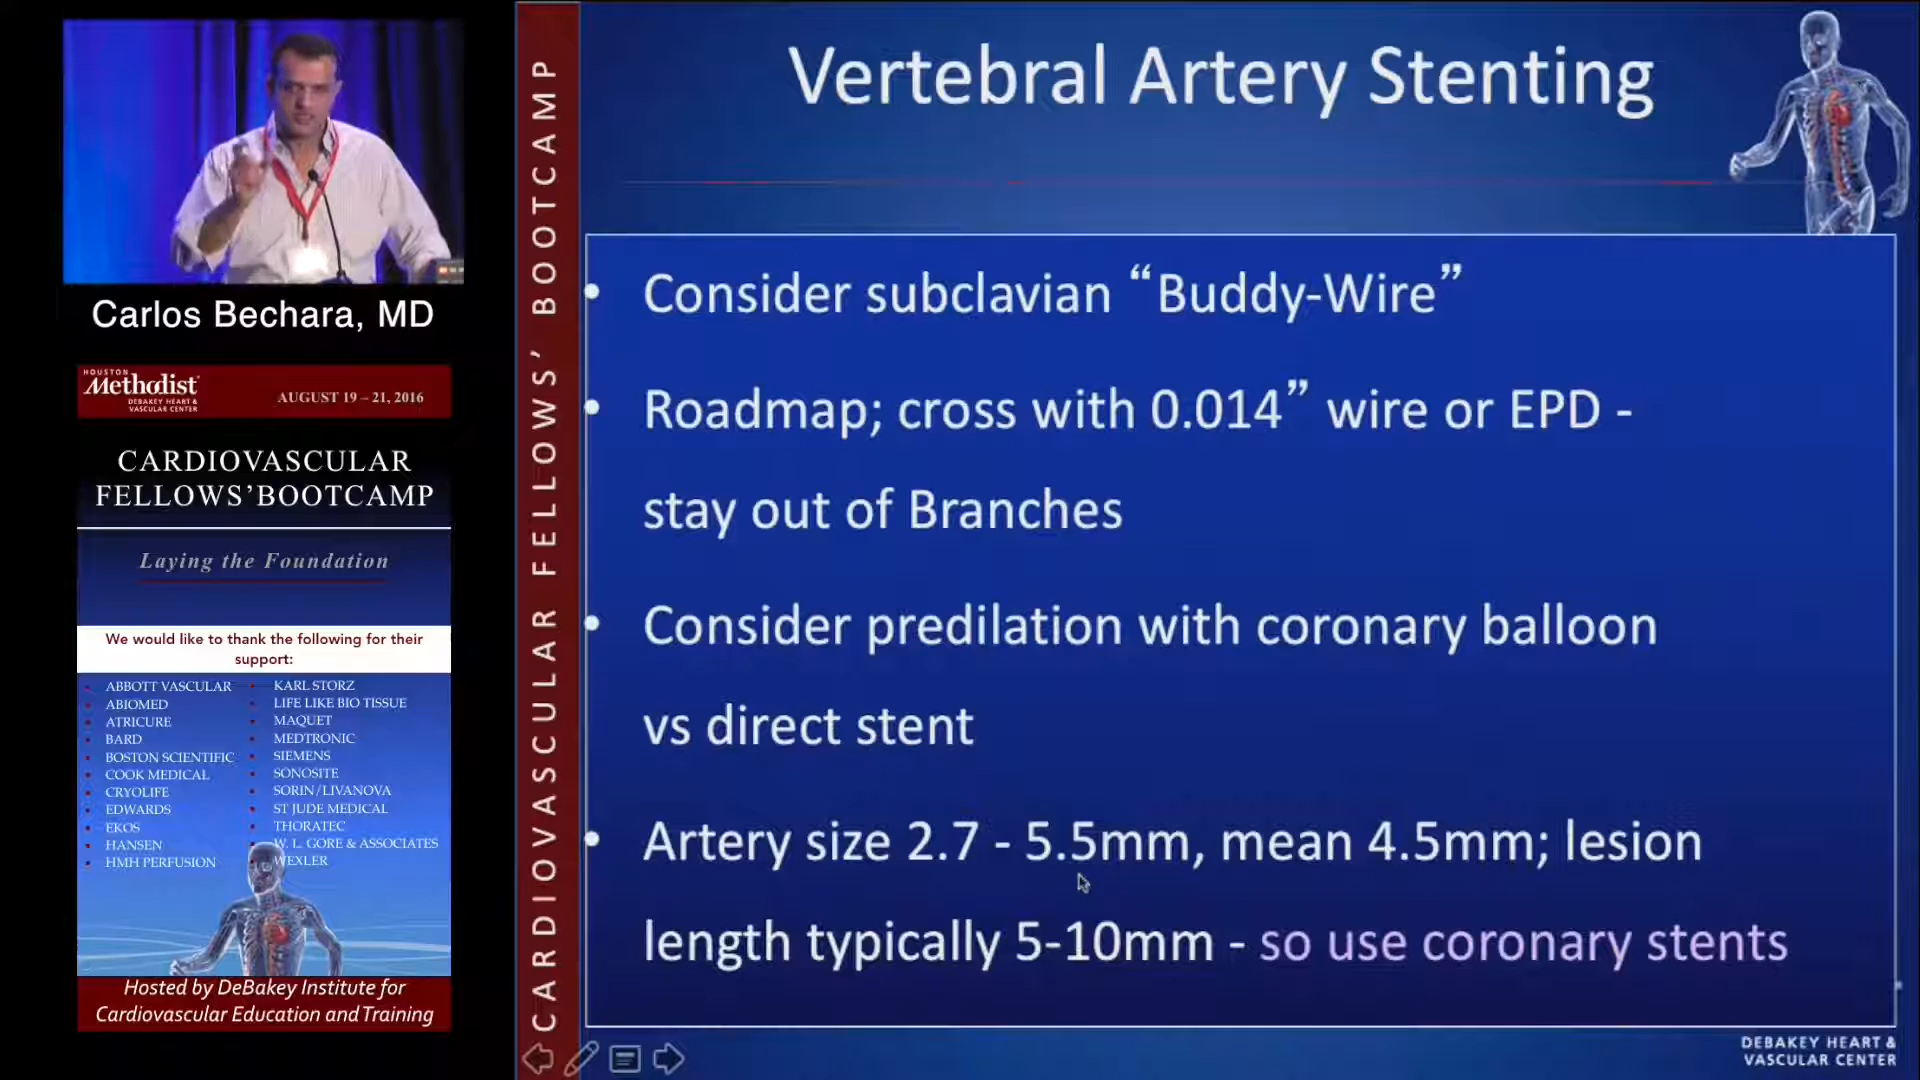 Carlos Bechara, MD
HOUSTON
Methodist
DEBAKEY HEART &
VASCULAR CENTER
AUGUST 19 – 21, 2016
CARDIOVASCULAR
FELLOWS’BOOTCAMP
Laying the Foundation
We would like to thank the following for their
support:
ABBOTT VASCULAR
ABIOMED
ATRICURE
BARD
BOSTON SCIENTIFIC
COOK MEDICAL
CRYOLIFE
EDWARDS
EKOS
HANSEN
HMH PERFUSION
KARL STORZ
LIFE LIKE BIO TISSUE
MAQUET
MEDTRONIC
SIEMENS
SONOSITE
SORIN/LIVANOVA
ST JUDE MEDICAL
THORATEC
W. L. GORE & ASSOCIATES
WEXLER
Hosted by DeBakey Institute for
Cardiovascular Education and Training
CARDIOVASCULAR FELLOWS’ BOOTCAMP
Vertebral Artery Stenting
• Consider subclavian “Buddy-Wire”
• Roadmap; cross with 0.014” wire or EPD -
stay out of Branches
• Consider predilation with coronary balloon
vs direct stent
• Artery size 2.7 - 5.5mm, mean 4.5mm; lesion
length typically 5-10mm - so use coronary stents
DEBAKEY HEART &
VASCULAR CENTER